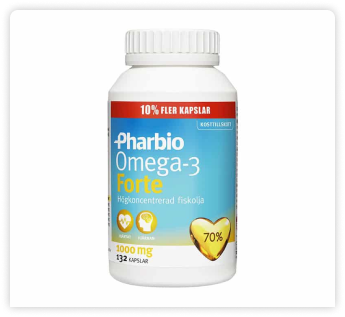 10% FLER KAPSLAR
KOSTTILLSKOTT
Pharbio
Omega-3
Forte
Högkoncentrerad fiskolja
70%
1000 mg
132 KAPSLAR